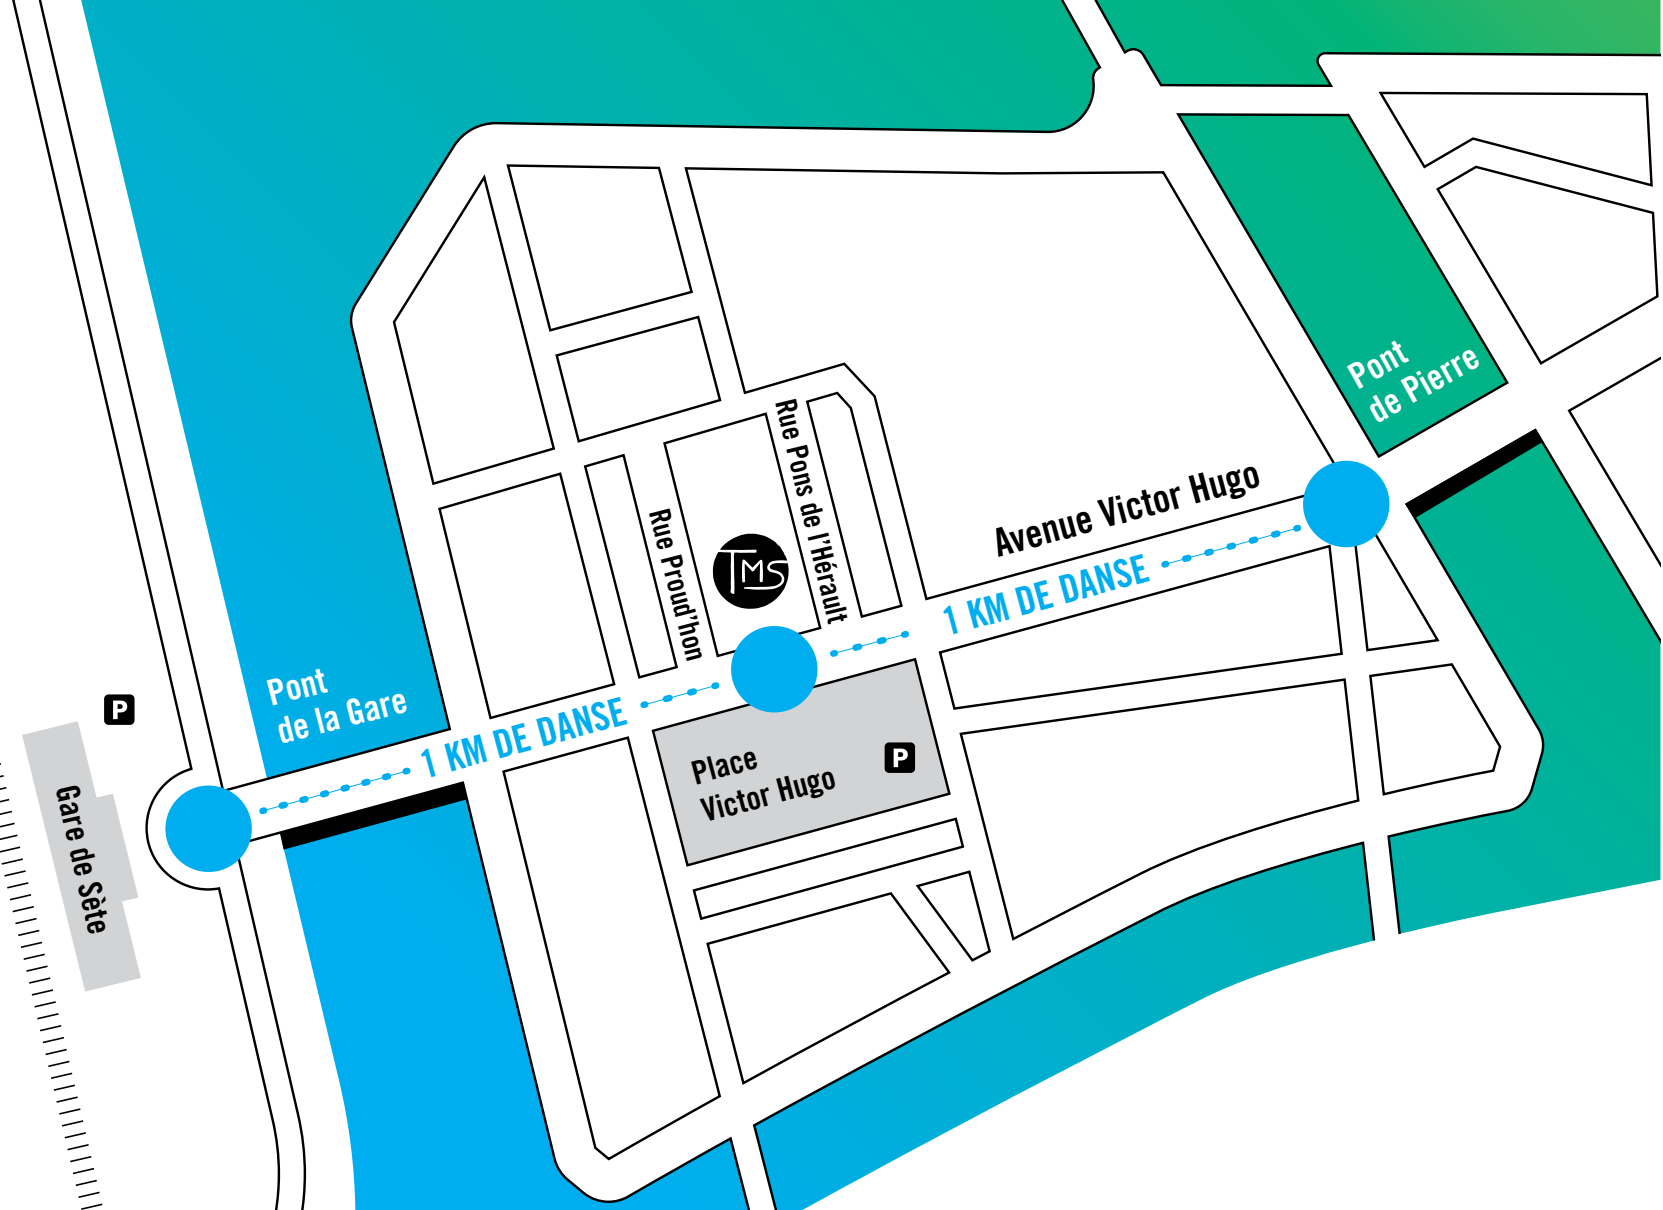 Pont
de Pierre
Rue Pons de l'Hérault
Avenue Victor Hugo
Rue Proud'hon
TMS
1 KM DE DANSE
Pont
de la Gare
1 KM DE DANSE
P
Place
Victor Hugo
P
Gare de Sète